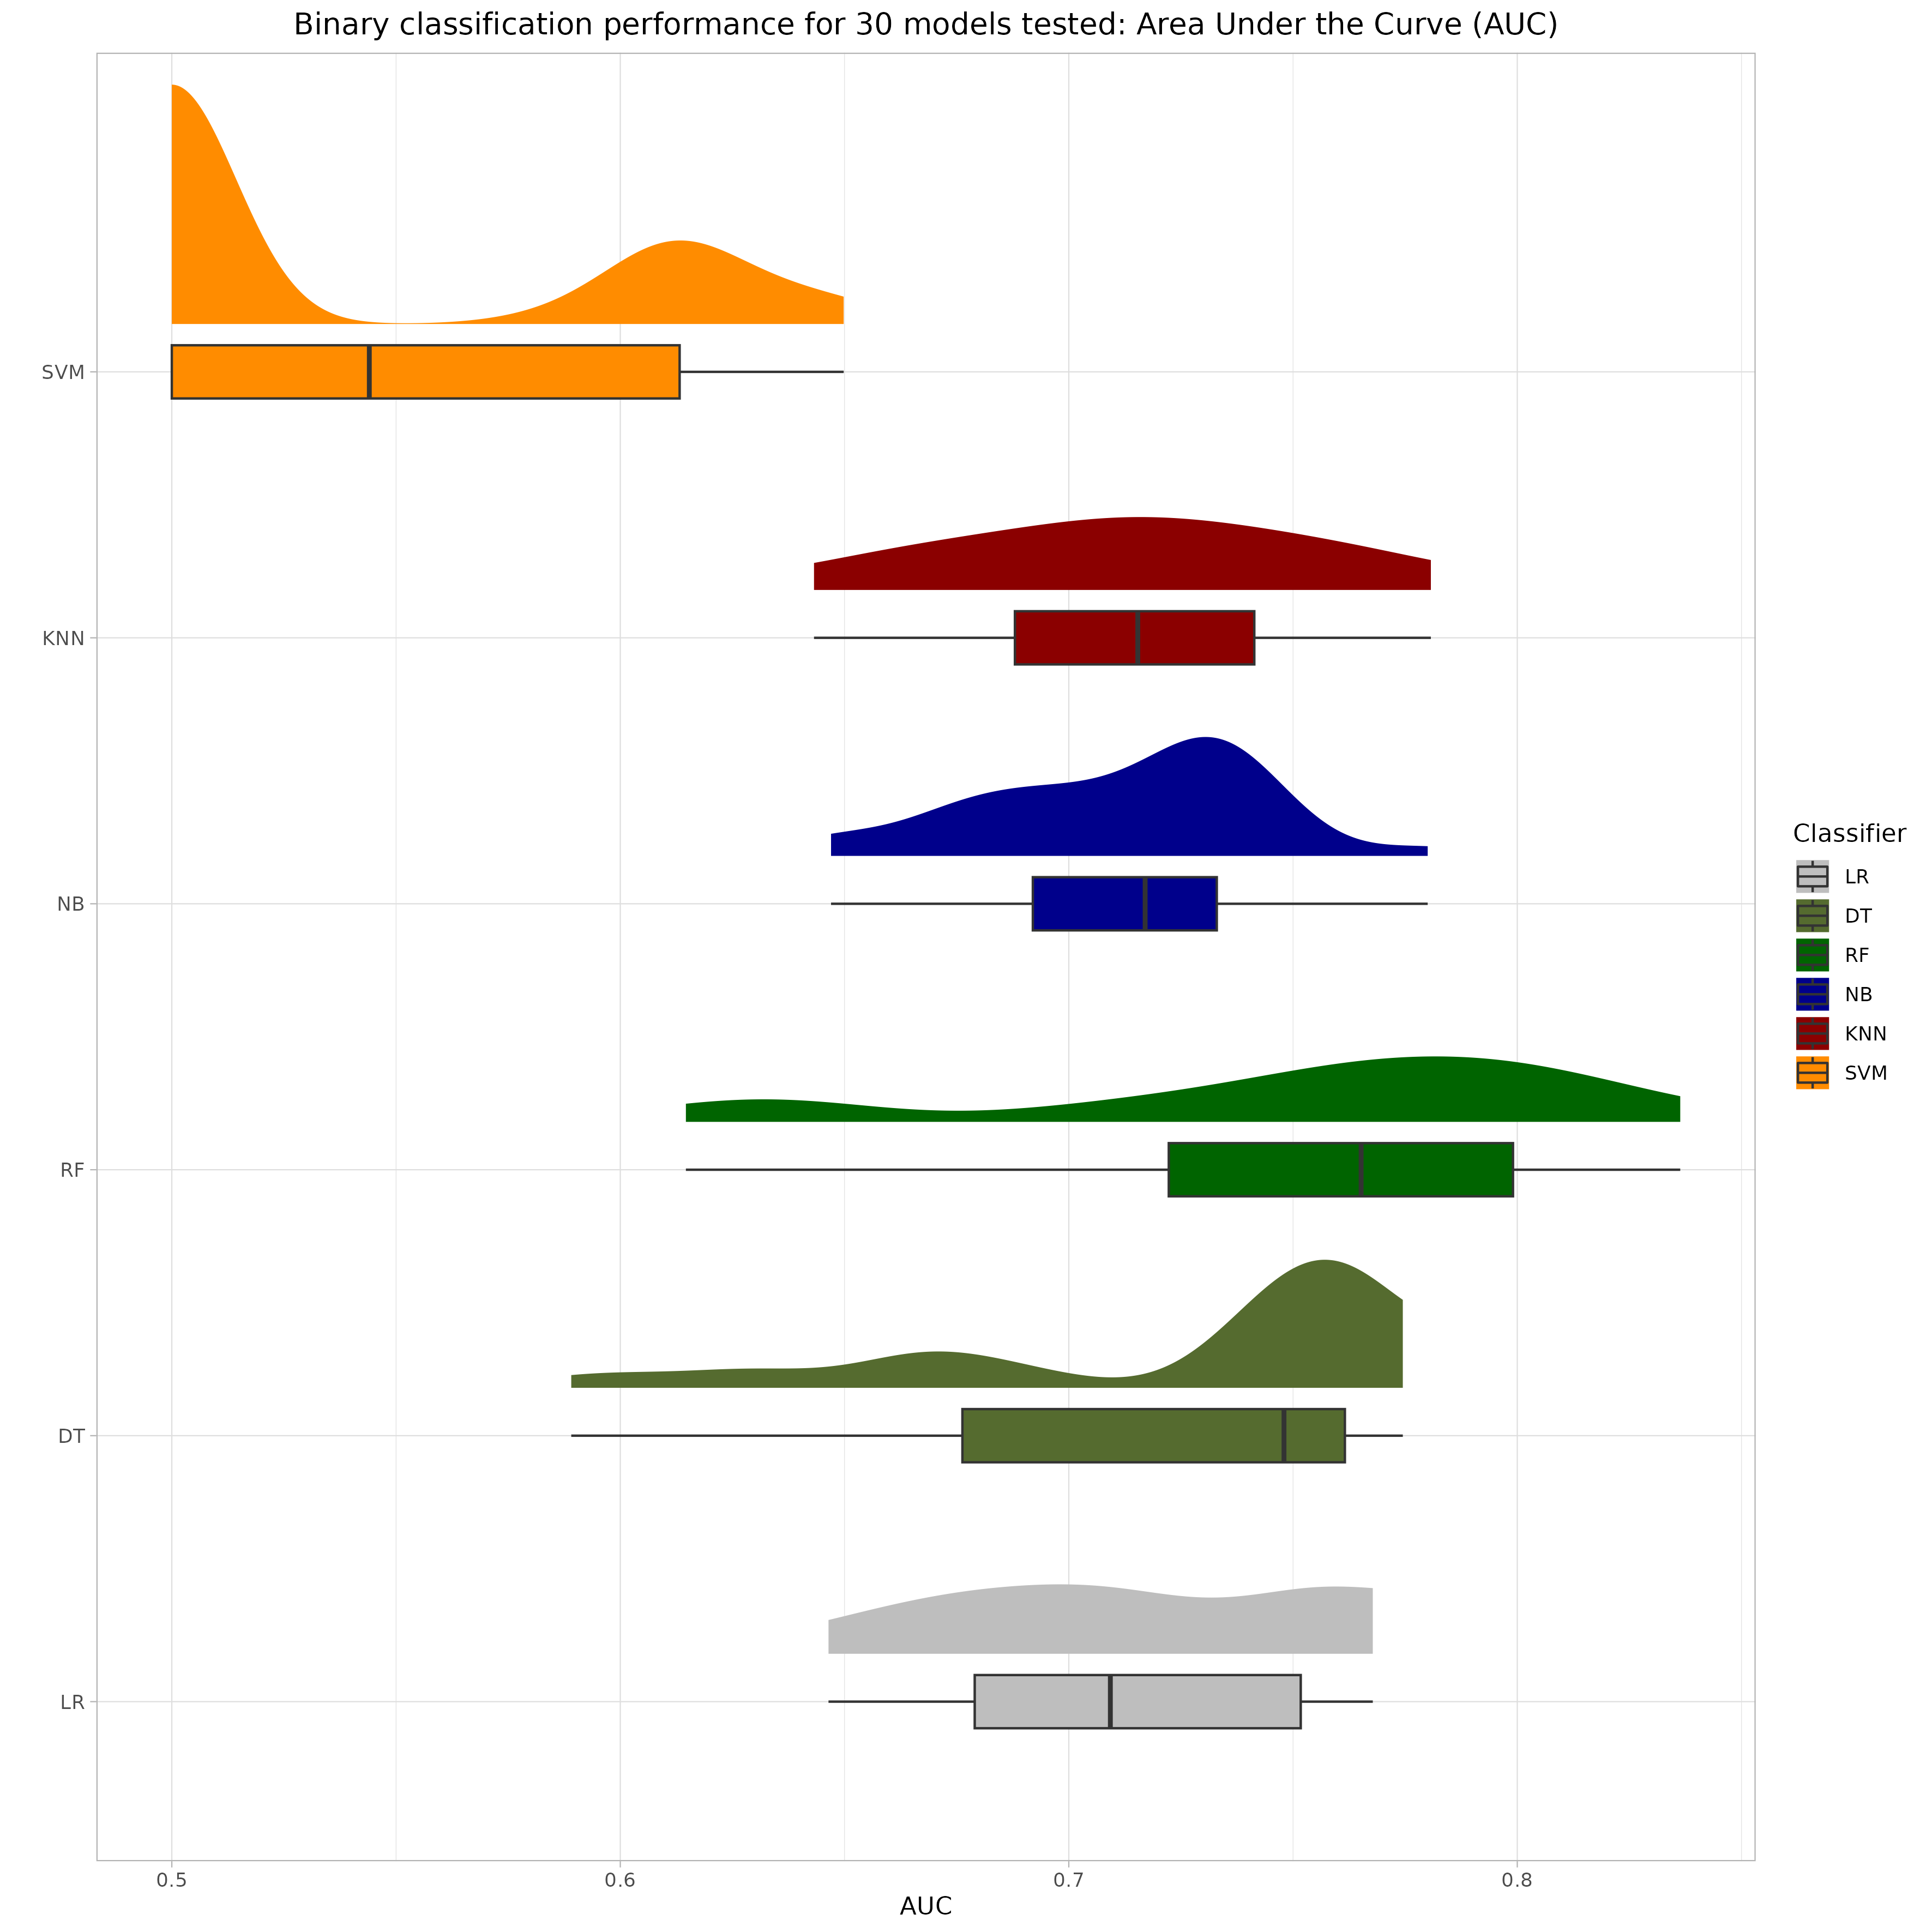 Binary classification performance for 30 models tested: Area Under the Curve (AUC)
SVM
KNN
NB
RF
DT
LR
0.5
0.6
0.7
0.8
AUC
Classifier
LR
DT
RF
NB
KNN
SVM